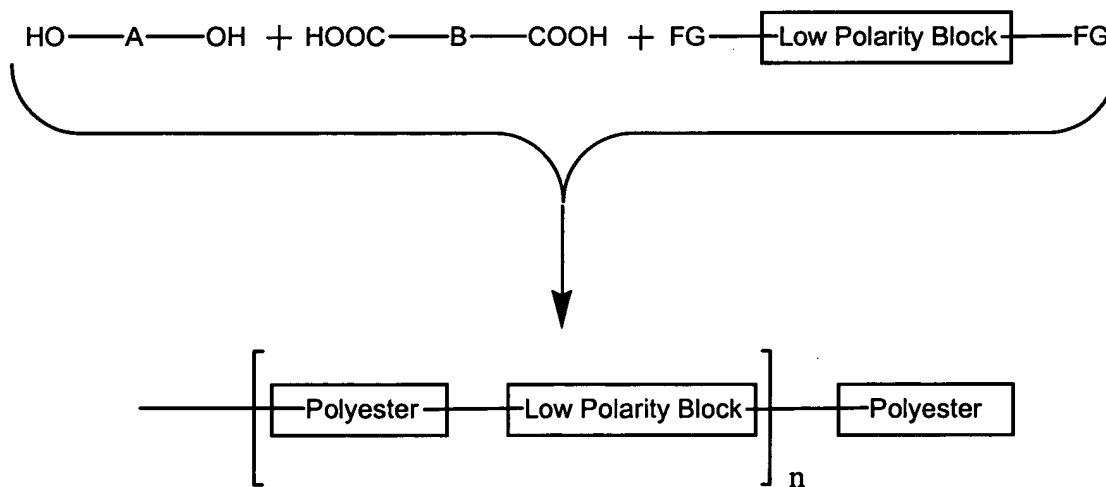 HO—A—OH + HOOC—B—COOH + FG—Low Polarity Block—FG
[Polyester—Low Polarity Block]n—Polyester